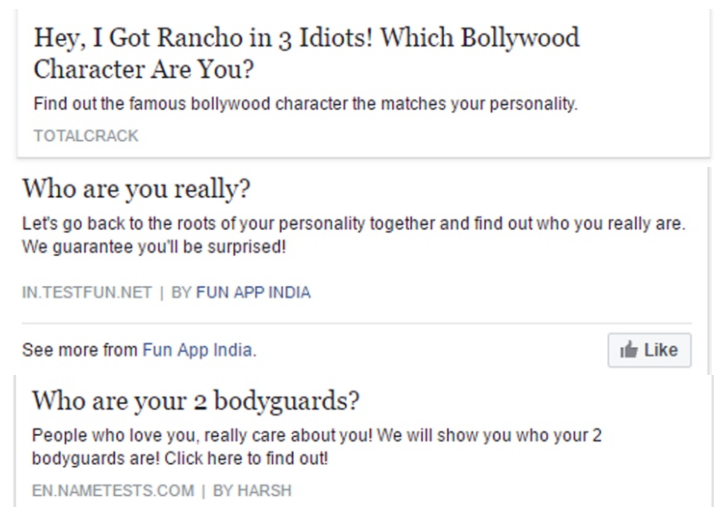 Hey, I Got Rancho in 3 Idiots! Which Bollywood
Character Are You?
Find out the famous bollywood character the matches your personality.
TOTALCRACK
Who are you really?
Let's go back to the roots of your personality together and find out who you really are.
We guarantee you'll be surprised!
IN.TESTFUN.NET | BY FUN APP INDIA
See more from Fun App India.
Like
Who are your 2 bodyguards?
People who love you, really care about you! We will show you who your 2
bodyguards are! Click here to find out!
EN.NAMETESTS.COM | BY HARSH